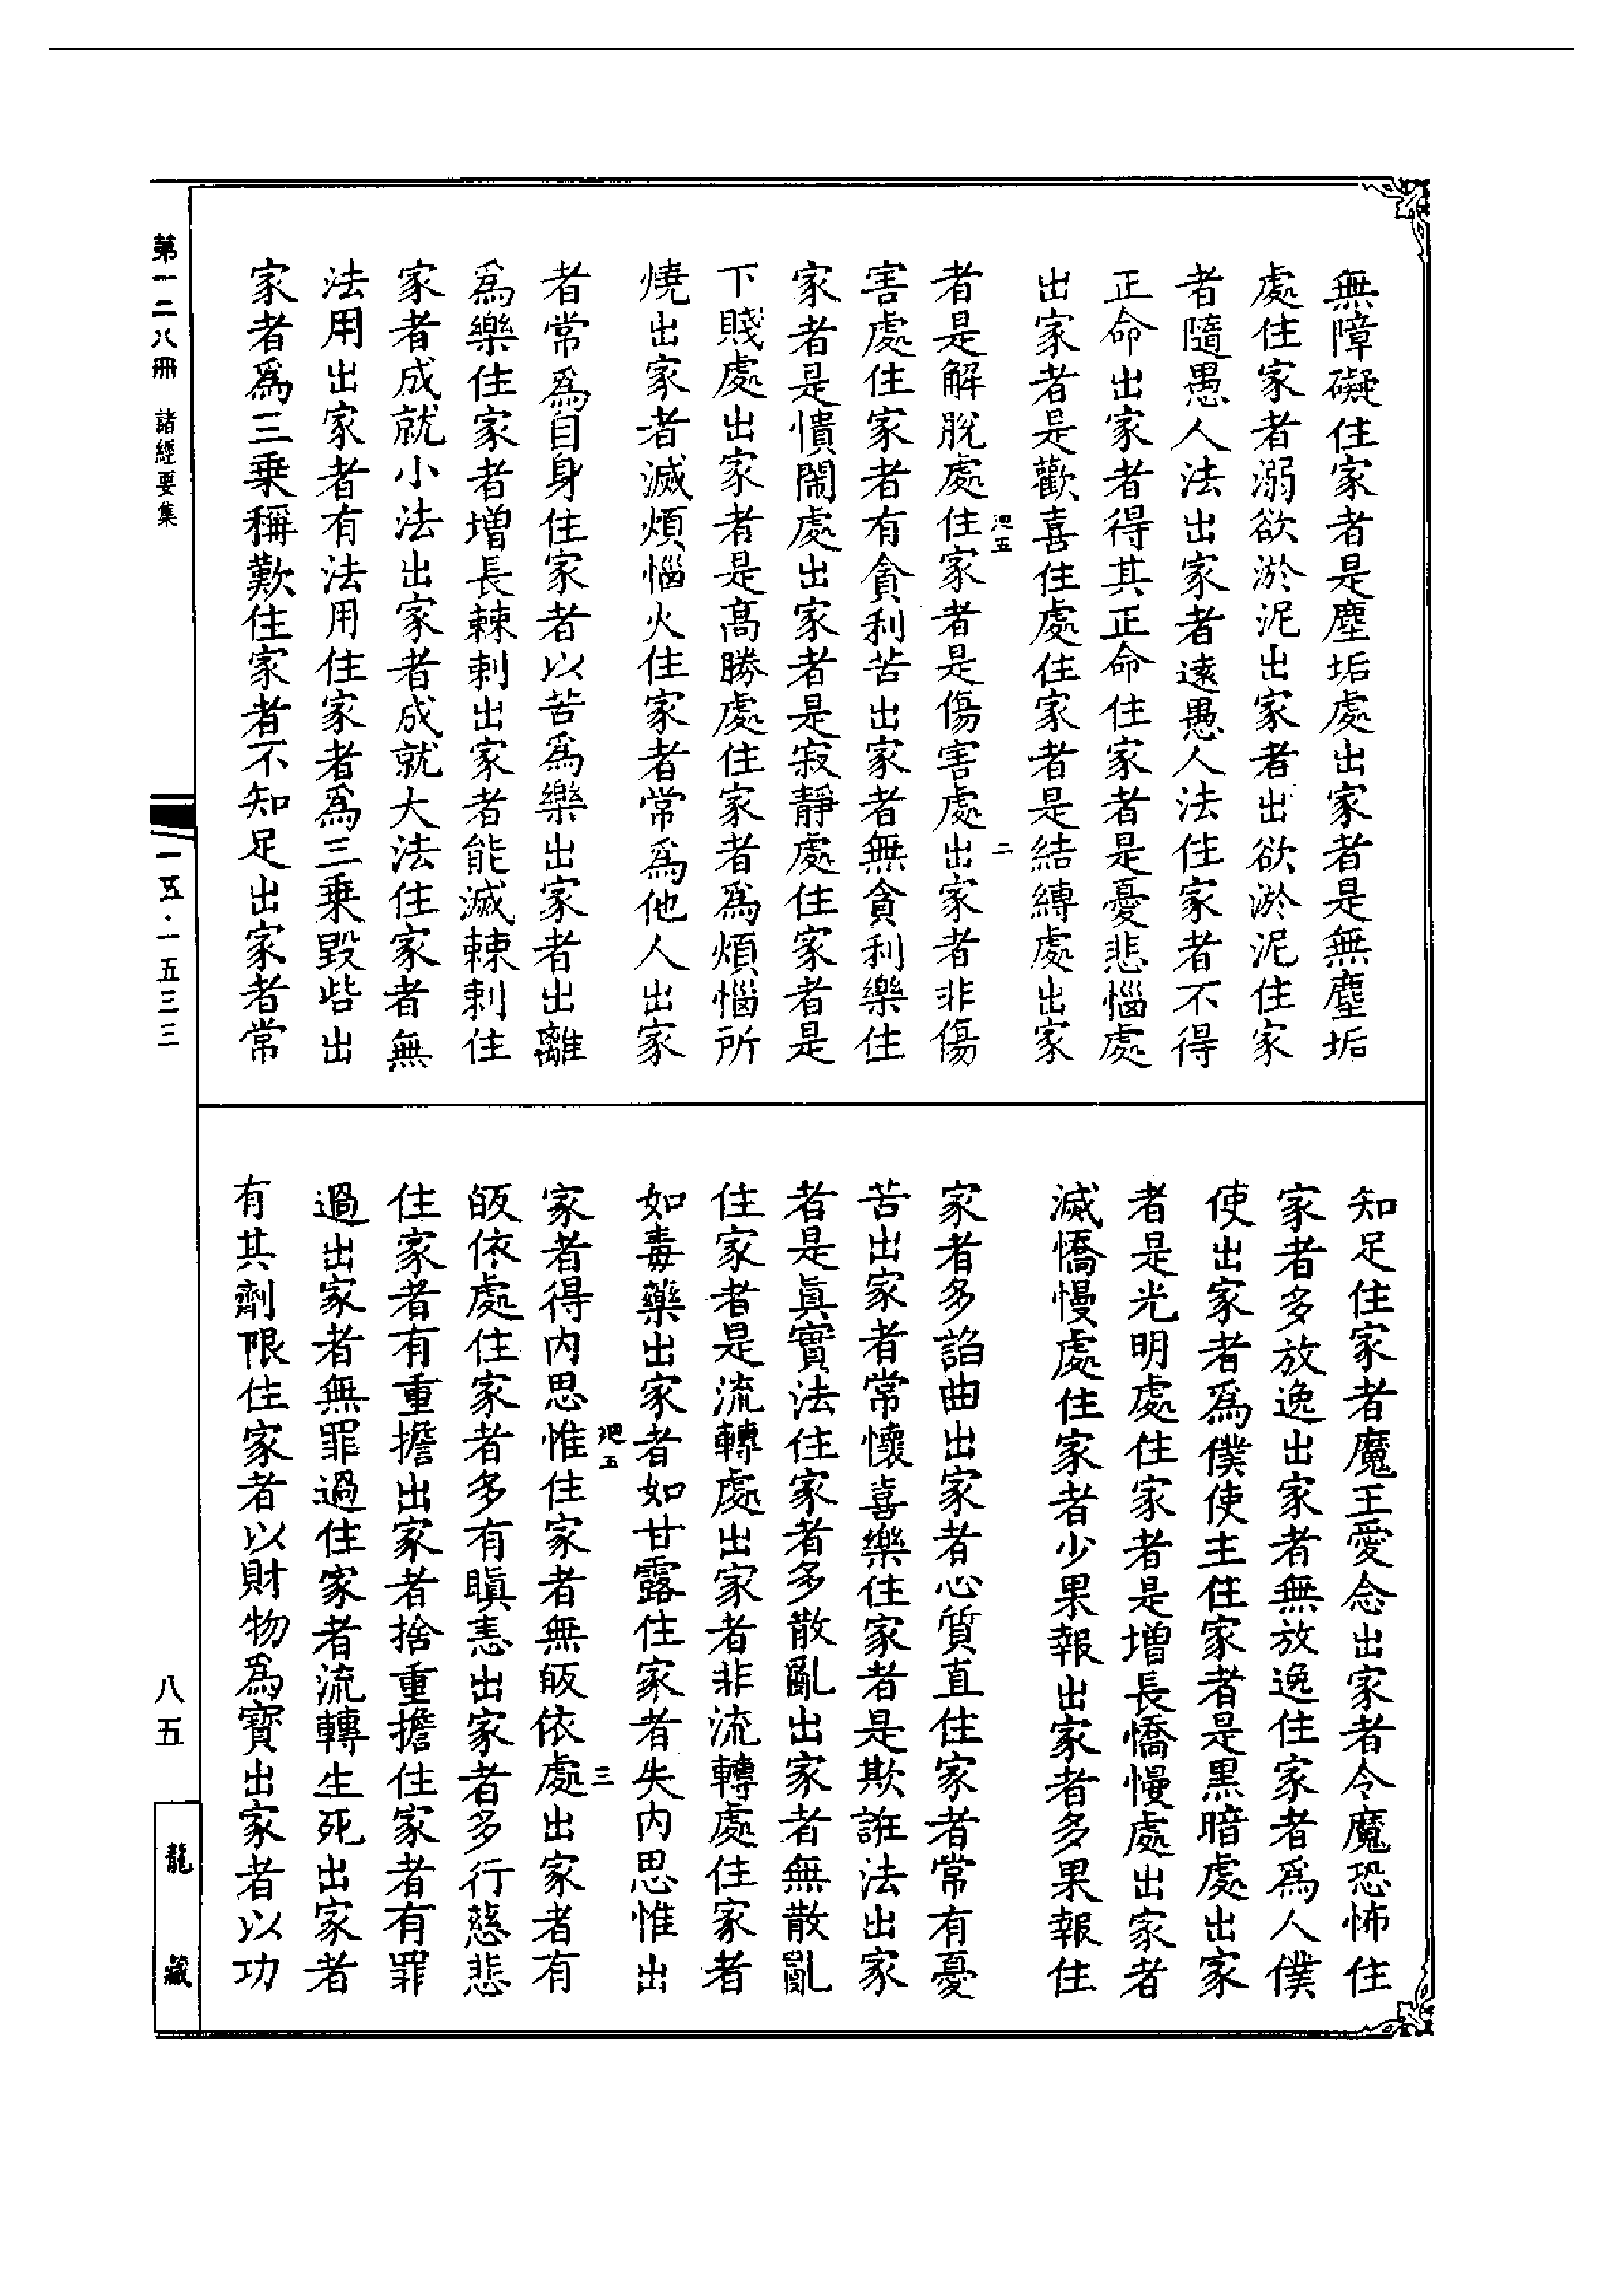 無障礙住家者是塵垢處出家者是無塵垢
處住家者溺欲淤泥出家者出欲淤泥住家
者隨愚人法出家者遠愚人法住家者不得
正命出家者得其正命住家者是憂悲惱處
出家者是歡喜住處住家者是結縛處出家
者是解脫處住家者是傷害處出家者非傷
害處住家者有貪利苦出家者無貪利樂住
家者是憒閙處出家者是寂靜處住家者是
下賤處出家者是髙勝處住家者爲煩惱所
燒出家者滅煩惱火住家者常爲他人出家
者常爲自身住家者以苦爲樂出家者出離
爲樂住家者增長棘刺出家者能滅棘刺住
家者成就小法出家者成就大法住家者無
法用出家者有法用住家者爲三乗毀呰出
家者爲三乗稱歎住家者不知足出家者常
知足住家者魔王愛念出家者令魔恐怖住
家者多放逸出家者無放逸住家者爲人僕
使出家者爲僕使主住家者是黑暗處出家
者是光明處住家者是增長憍慢處出家者
滅憍慢處住家者少果報出家者多果報住
家者多諂曲出家者心質直住家者常有憂
苦出家者常懷喜樂住家者是欺誑法出家
者是眞實法住家者多散亂出家者無散亂
住家者是流轉處出家者非流轉處住家者
如毒藥出家者如甘露住家者失内思惟出
家者得内思惟住家者無皈依處出家者有
皈依處住家者多有瞋恚出家者多行慈悲
住家者有重擔出家者捨重擔住家者有罪
過出家者無罪過住家者流轉生死出家者
有其劑限住家者以財物爲寶出家者以功
五
二
五
三
第一二八冊 諸經要集
一五·一五三三
八五
龍藏